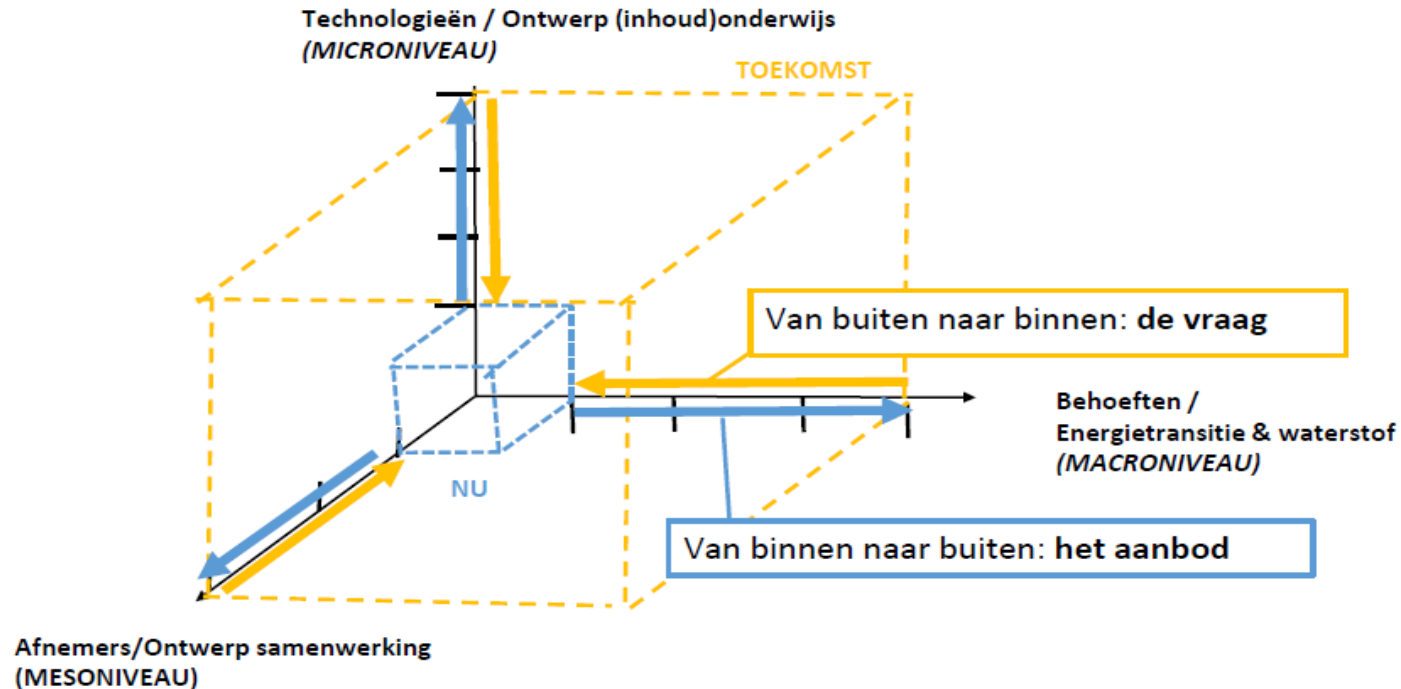 Technologieën / Ontwerp (inhoud)onderwijs
(MICRONIVEAU)
TOEKOMST
Van buiten naar binnen: de vraag
Behoeften /
Energietransitie & waterstof
(MACRONIVEAU)
NU
Van binnen naar buiten: het aanbod
Afnemers/Ontwerp samenwerking
(MESONIVEAU)